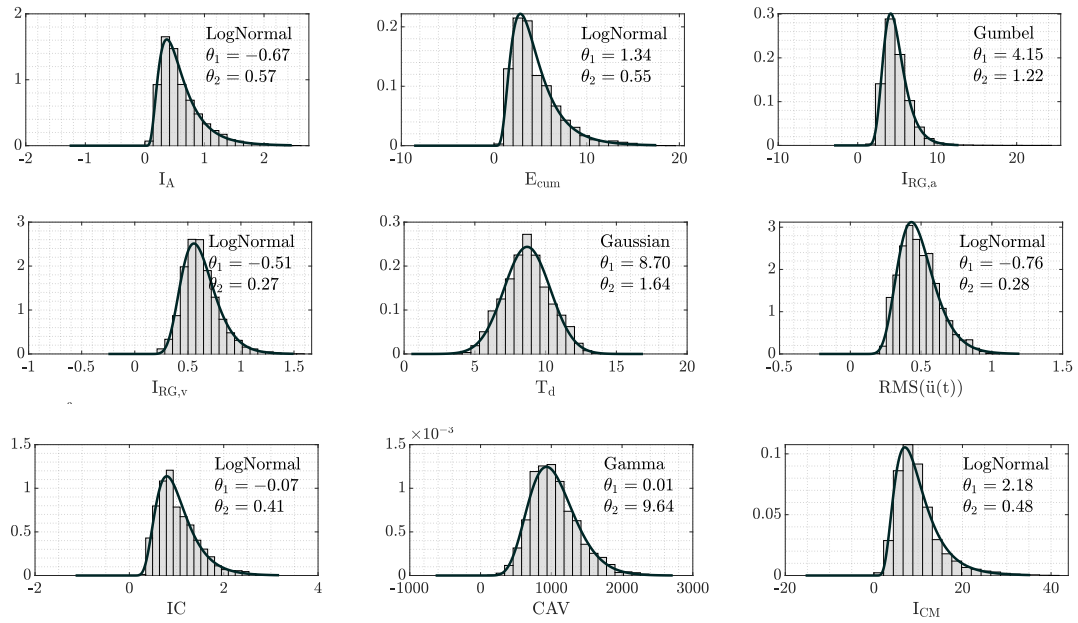 2
1
0
-2
-1
0
1
2
I_A
LogNormal
θ₁ = −0.67
θ₂ = 0.57
0.2
0.1
0
-10
0
10
20
E_cum
LogNormal
θ₁ = 1.34
θ₂ = 0.55
0.3
0.2
0.1
0
-10
0
10
20
I_RG,a
Gumbel
θ₁ = 4.15
θ₂ = 1.22
3
2
1
0
-1
-0.5
0
0.5
1
1.5
I_RG,v
LogNormal
θ₁ = −0.51
θ₂ = 0.27
0.3
0.2
0.1
0
0
5
10
15
20
T_d
Gaussian
θ₁ = 8.70
θ₂ = 1.64
3
2
1
0
-0.5
0
0.5
1
1.5
RMS(ü(t))
LogNormal
θ₁ = −0.76
θ₂ = 0.28
1.5
1
0.5
0
-2
0
2
4
IC
LogNormal
θ₁ = −0.07
θ₂ = 0.41
×10⁻³
1.5
1
0.5
0
-1000
0
1000
2000
3000
CAV
Gamma
θ₁ = 0.01
θ₂ = 9.64
0.1
0.05
0
-20
0
20
40
I_CM
LogNormal
θ₁ = 2.18
θ₂ = 0.48